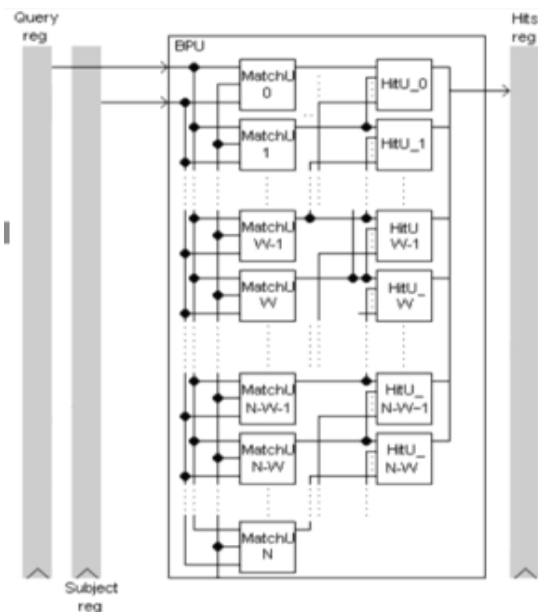 Query
reg
Hits
reg
BPU
MatchU
0
HitU_0
MatchU
1
HitU_1
MatchU
W-1
HitU
W-1
MatchU
W
HitU_
W
MatchU
N-W-1
HitU_
N-W-1
MatchU
N-W
HitU_
N-W
MatchU
N
Subject
reg